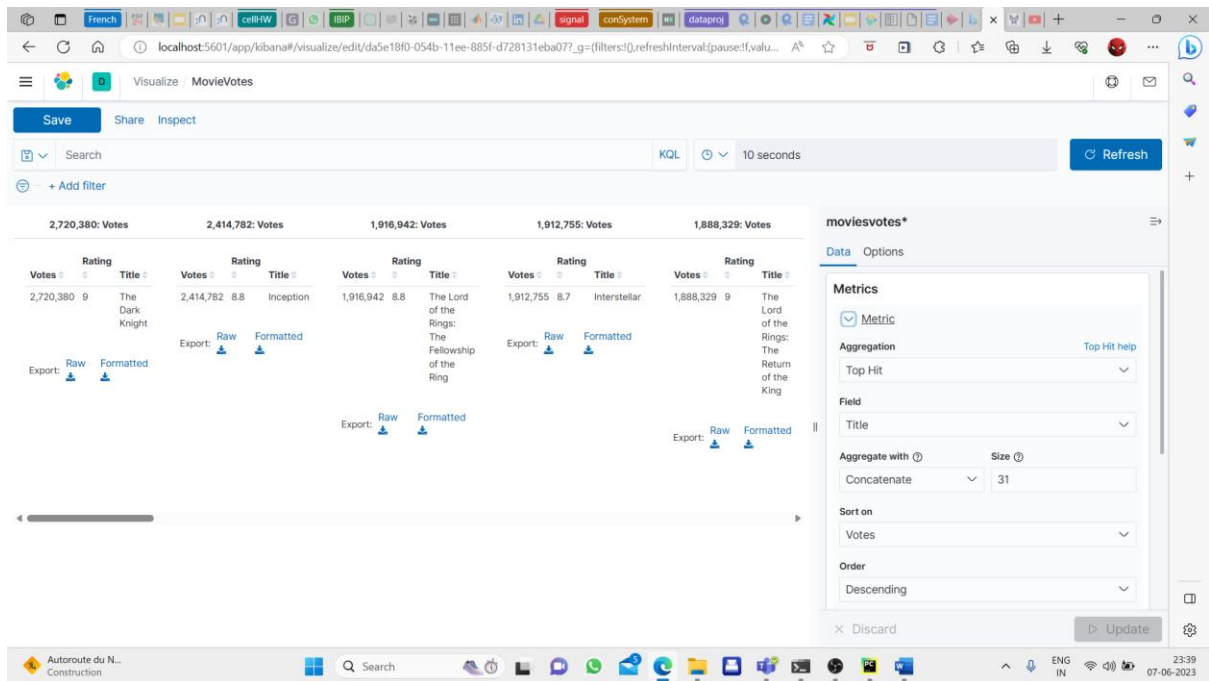 French cellHW IBIP signal conSystem dataproj
localhost:5601/app/kibana#/visualize/edit/da5e18f0-054b-11ee-885f-d728131eba07?_g=(filters:!(),refreshInterval:(pause:!f,valu...
D Visualize / MovieVotes
Save Share Inspect
Search KQL 10 seconds Refresh
+ Add filter
2,720,380: Votes
Votes Rating Title
2,720,380 9 The
Dark
Knight
Export: Raw Formatted
2,414,782: Votes
Votes Rating Title
2,414,782 8.8 Inception
Export: Raw Formatted
1,916,942: Votes
Votes Rating Title
1,916,942 8.8 The Lord
of the
Rings:
The
Fellowship
of the
Ring
Export: Raw Formatted
1,912,755: Votes
Votes Rating Title
1,912,755 8.7 Interstellar
Export: Raw Formatted
1,888,329: Votes
Votes Rating Title
1,888,329 9 The
Lord
of the
Rings:
The
Return
of the
King
Export: Raw Formatted
moviesvotes*
Data Options
Metrics
Metric
Aggregation Top Hit help
Top Hit
Field
Title
Aggregate with Size
Concatenate 31
Sort on
Votes
Order
Descending
Discard Update
Autoroute du N...
Construction
Search
ENG
IN
23:39
07-06-2023